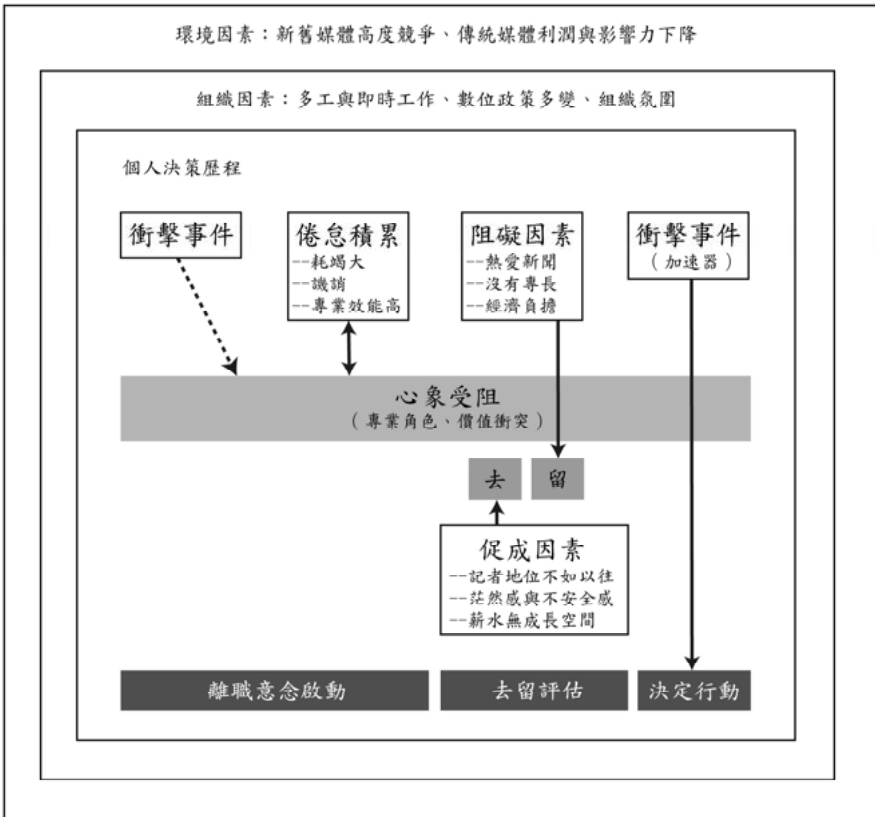 環境因素：新舊媒體高度競爭、傳統媒體利潤與影響力下降
組織因素：多工與即時工作、數位政策多變、組織氛圍
個人決策歷程
衝擊事件
倦怠積累
--耗竭大
--譏誚
--專業效能高
阻礙因素
--熱愛新聞
--沒有專長
--經濟負擔
衝擊事件
（加速器）
心象受阻
（專業角色、價值衝突）
去
留
促成因素
--記者地位不如以往
--茫然感與不安全感
--薪水無成長空間
離職意念啟動
去留評估
決定行動